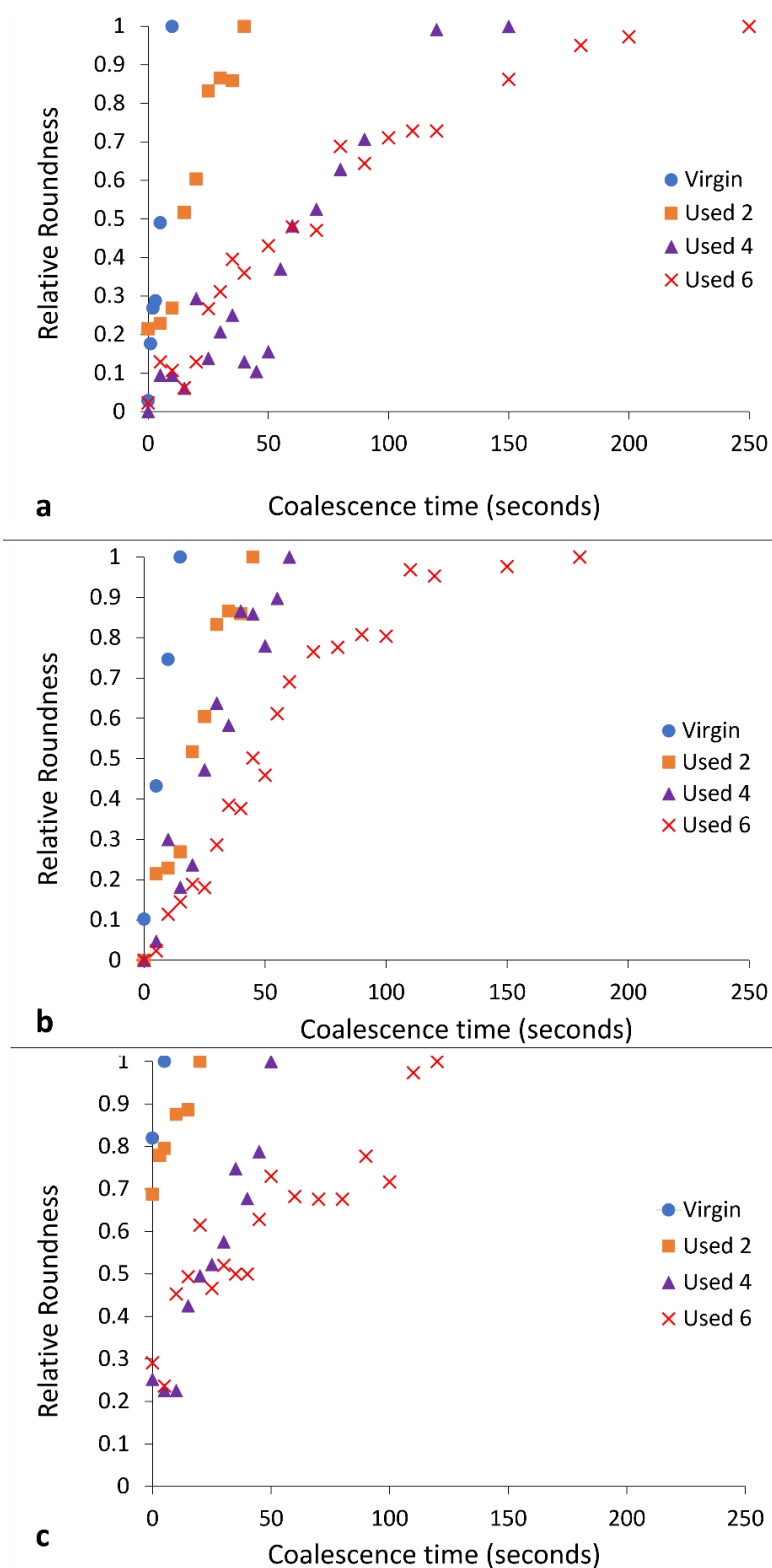 1
0.9
0.8
0.7
0.6
0.5
0.4
0.3
0.2
0.1
0
Relative Roundness
Virgin
Used 2
Used 4
Used 6
0 50 100 150 200 250
Coalescence time (seconds)
a
1
0.9
0.8
0.7
0.6
0.5
0.4
0.3
0.2
0.1
0
Relative Roundness
Virgin
Used 2
Used 4
Used 6
0 50 100 150 200 250
Coalescence time (seconds)
b
1
0.9
0.8
0.7
0.6
0.5
0.4
0.3
0.2
0.1
0
Relative Roundness
Virgin
Used 2
Used 4
Used 6
0 50 100 150 200 250
Coalescence time (seconds)
c